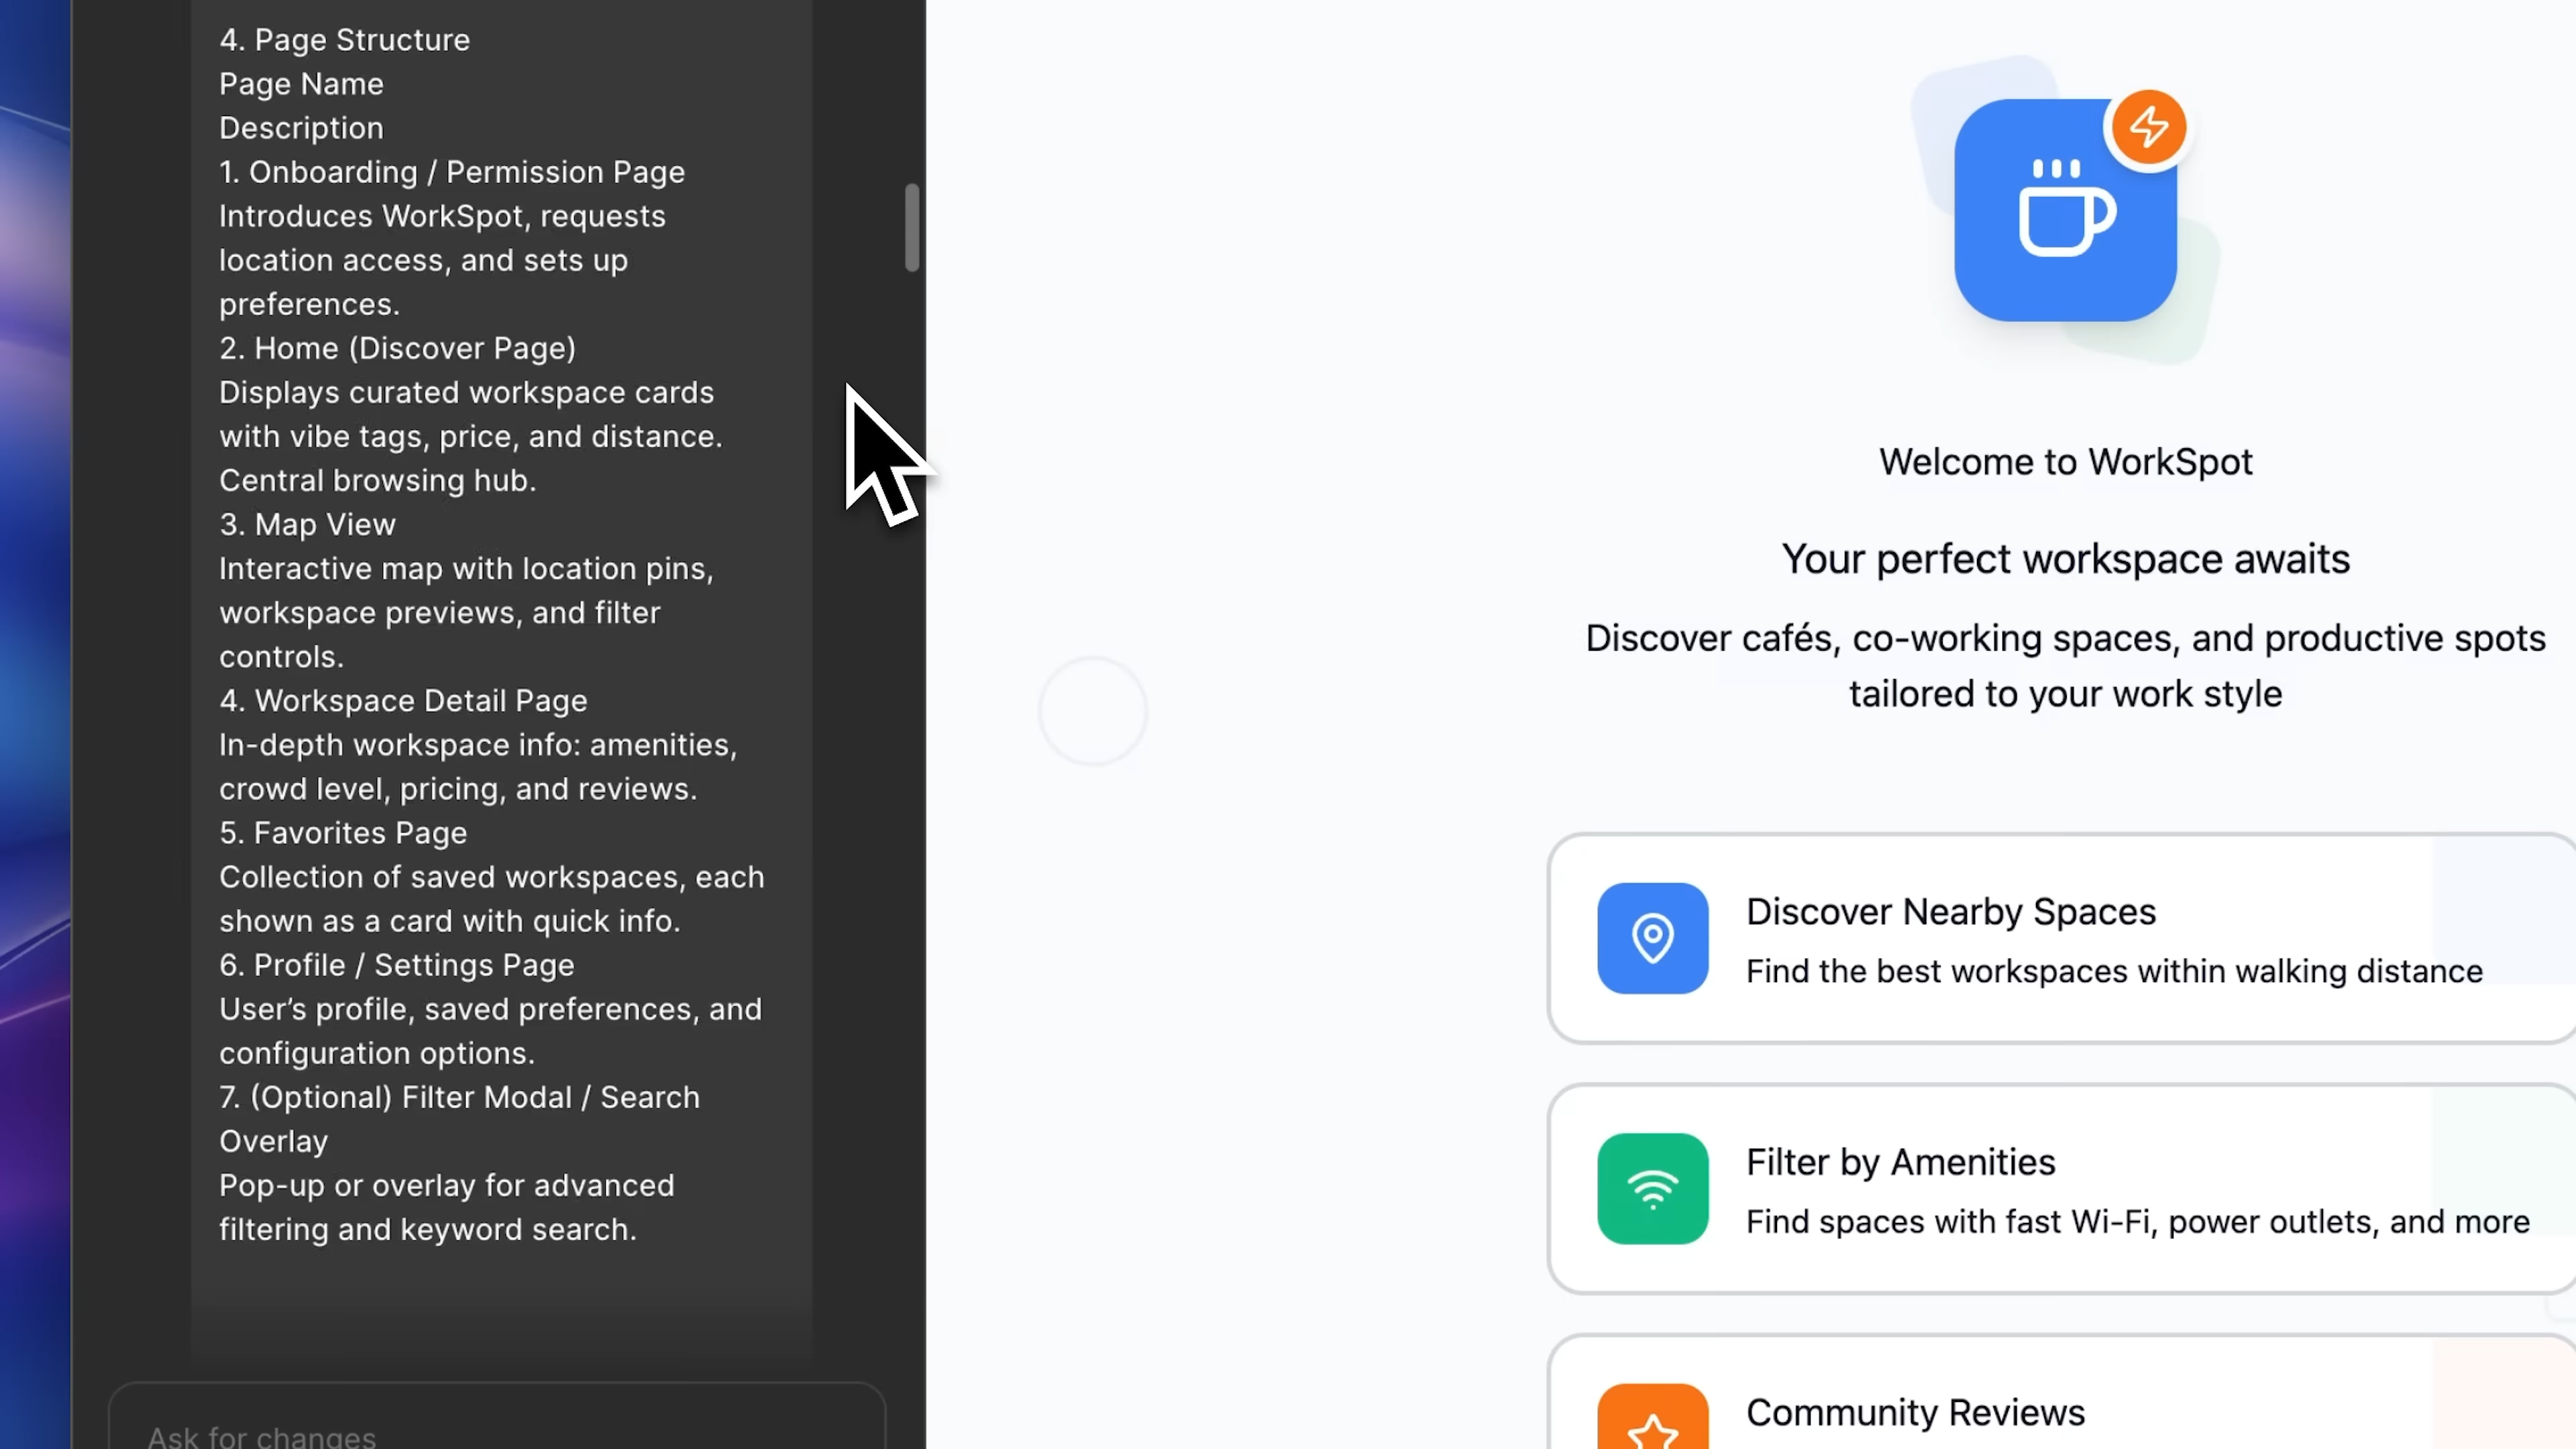 4. Page Structure
Page Name
Description
1. Onboarding / Permission Page
Introduces WorkSpot, requests
location access, and sets up
preferences.
2. Home (Discover Page)
Displays curated workspace cards
with vibe tags, price, and distance.
Central browsing hub.
3. Map View
Interactive map with location pins,
workspace previews, and filter
controls.
4. Workspace Detail Page
In-depth workspace info: amenities,
crowd level, pricing, and reviews.
5. Favorites Page
Collection of saved workspaces, each
shown as a card with quick info.
6. Profile / Settings Page
User’s profile, saved preferences, and
configuration options.
7. (Optional) Filter Modal / Search
Overlay
Pop-up or overlay for advanced
filtering and keyword search.
Ask for changes
Welcome to WorkSpot
Your perfect workspace awaits
Discover cafés, co-working spaces, and productive spots
tailored to your work style
Discover Nearby Spaces
Find the best workspaces within walking distance
Filter by Amenities
Find spaces with fast Wi-Fi, power outlets, and more
Community Reviews